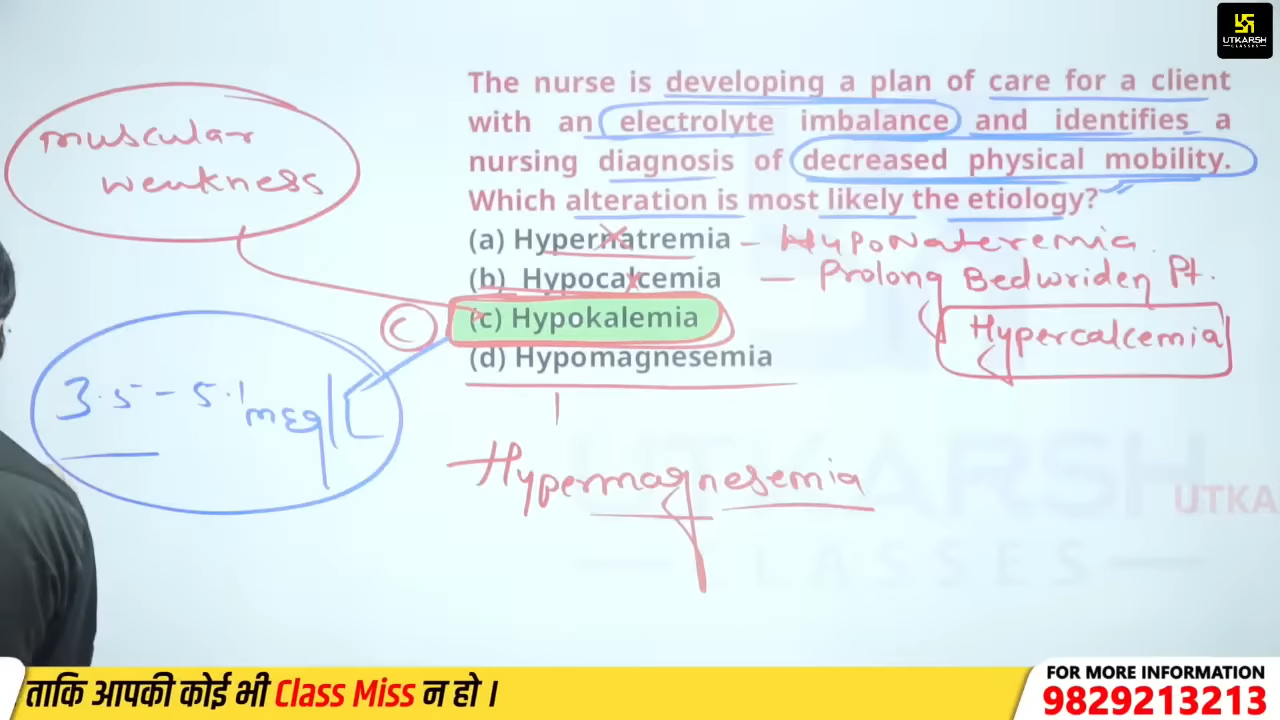 UTKARSH
CLASSES
The nurse is developing a plan of care for a client
with an electrolyte imbalance and identifies a
nursing diagnosis of decreased physical mobility.
Which alteration is most likely the etiology?
(a) Hypernatremia – Hyponateremia.
(b) Hypocalcemia – Prolong Bedwriden Pt.
(c) Hypokalemia
(d) Hypomagnesemia
Hypercalcemia
muscular
weakness
C
3.5 – 5.1 mEq/L
Hypermagnesemia
UTKARSH
CLASSES
UTKA
ताकि आपकी कोई भी Class Miss न हो ।
FOR MORE INFORMATION
9829213213